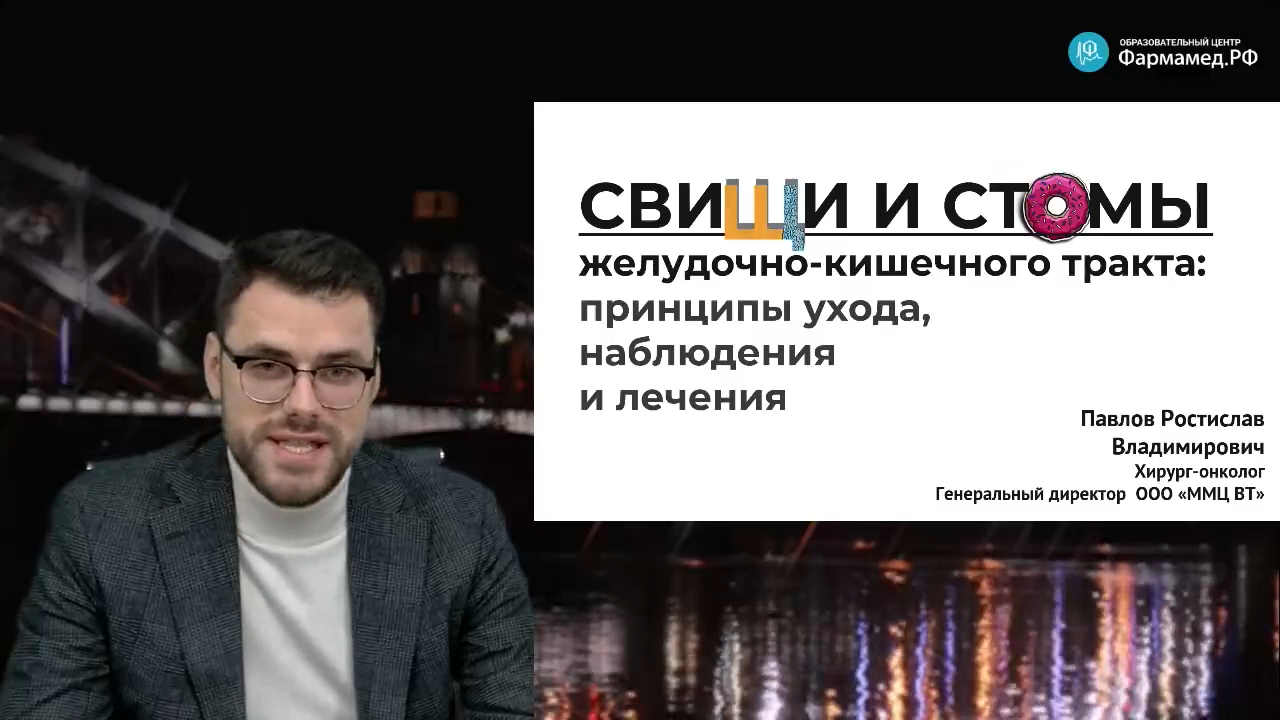 ОБРАЗОВАТЕЛЬНЫЙ ЦЕНТР
Фармамед.РФ
СВИЩИ И СТОМЫ
желудочно-кишечного тракта:
принципы ухода,
наблюдения
и лечения
Павлов Ростислав
Владимирович
Хирург-онколог
Генеральный директор ООО «ММЦ ВТ»